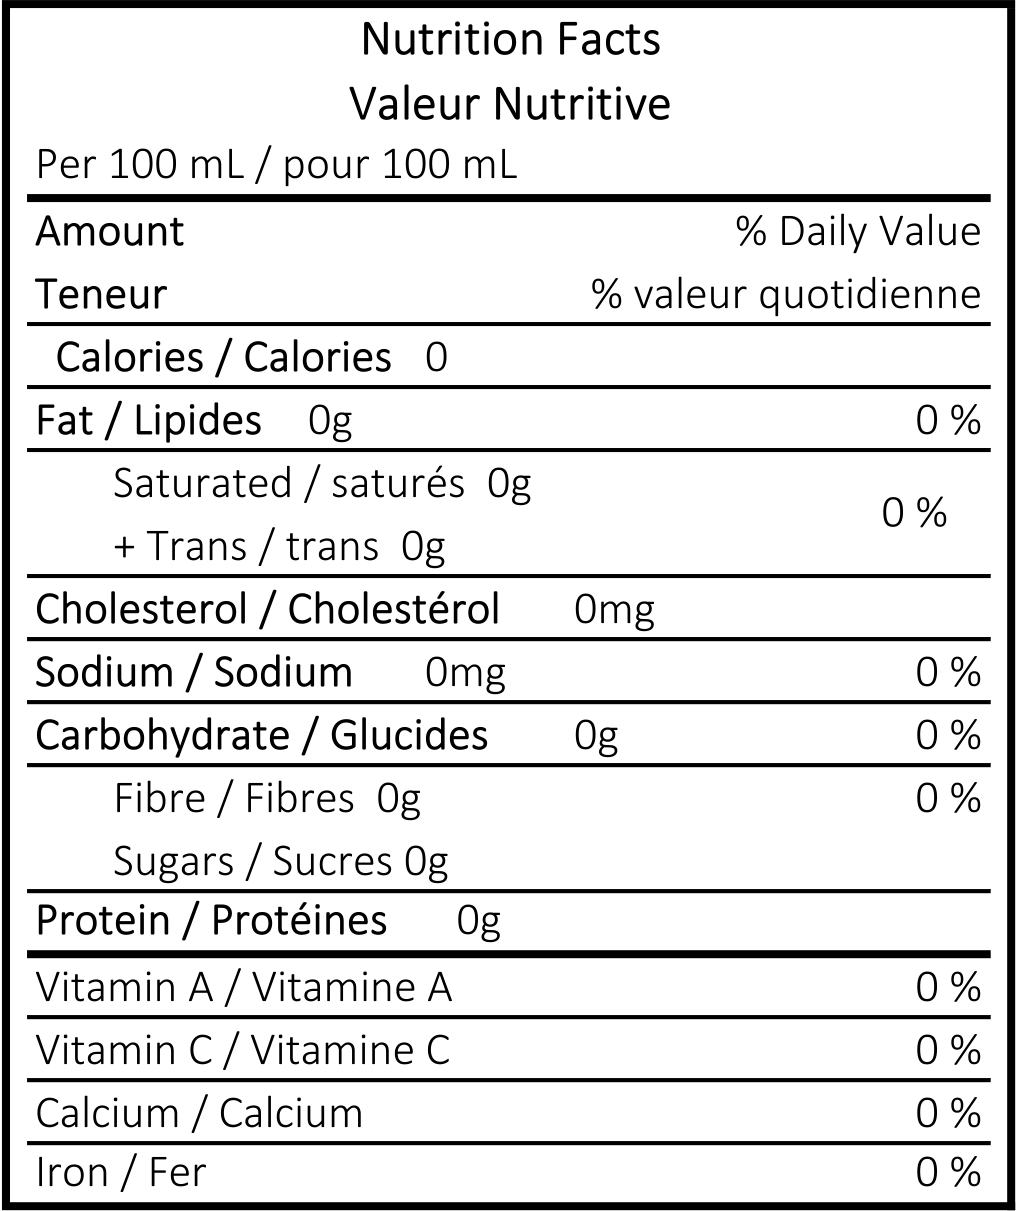 Nutrition Facts
Valeur Nutritive
Per 100 mL / pour 100 mL
Amount % Daily Value
Teneur % valeur quotidienne
Calories / Calories 0
Fat / Lipides 0g 0 %
Saturated / saturés 0g
0 %
+ Trans / trans 0g
Cholesterol / Cholestérol 0mg
Sodium / Sodium 0mg 0 %
Carbohydrate / Glucides 0g 0 %
Fibre / Fibres 0g 0 %
Sugars / Sucres 0g
Protein / Protéines 0g
Vitamin A / Vitamine A 0 %
Vitamin C / Vitamine C 0 %
Calcium / Calcium 0 %
Iron / Fer 0 %